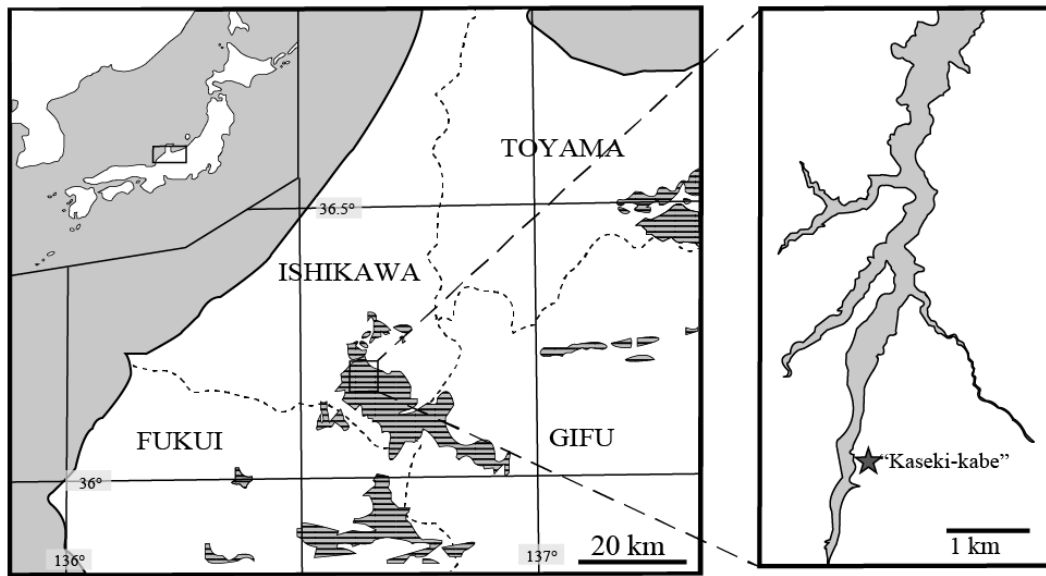 TOYAMA
36.5°
ISHIKAWA
FUKUI
GIFU
36°
136°
137°
20 km
"Kaseki-kabe"
1 km